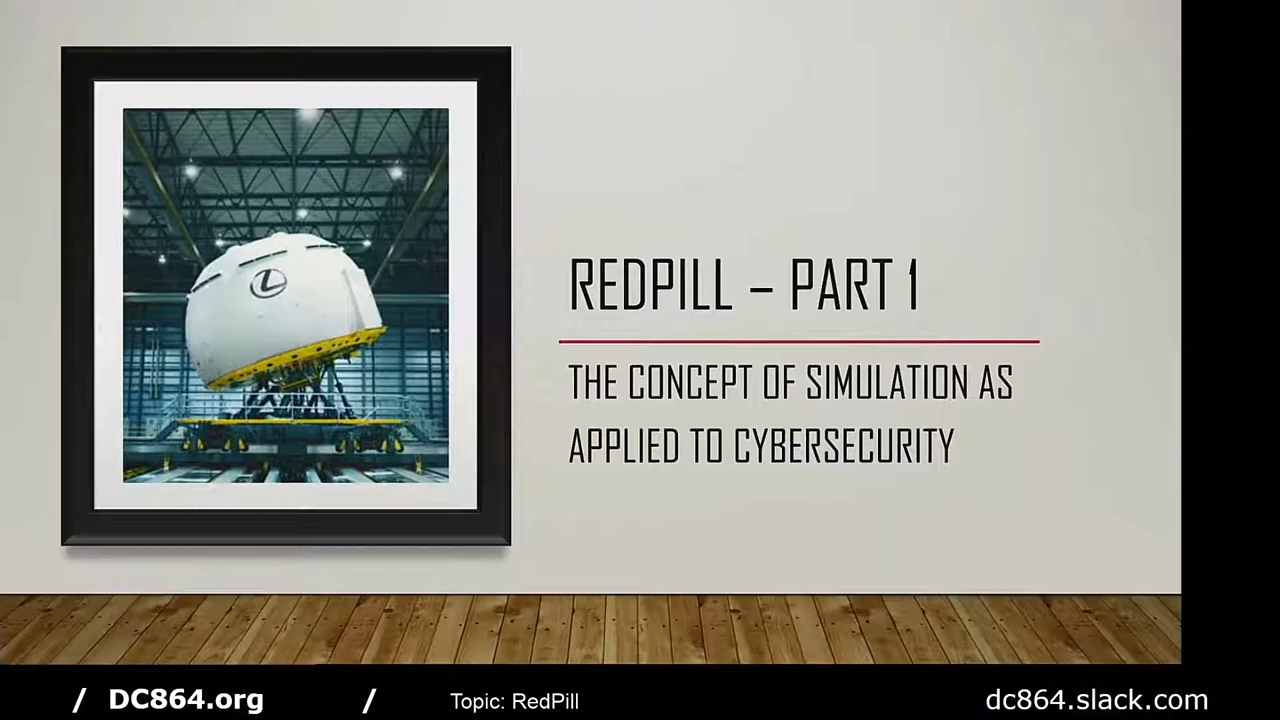 REDPILL – PART 1
THE CONCEPT OF SIMULATION AS
APPLIED TO CYBERSECURITY
/ DC864.org / Topic: RedPill dc864.slack.com